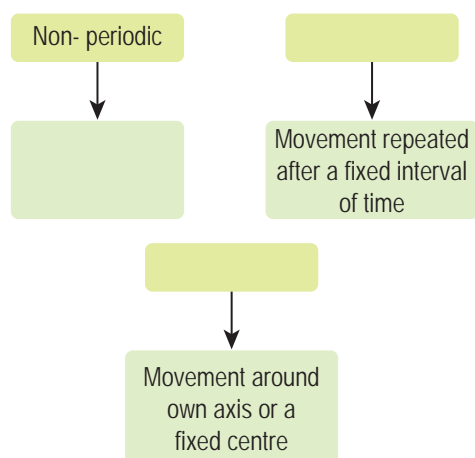 Non- periodic
Movement repeated
after a fixed interval
of time
Movement around
own axis or a
fixed centre